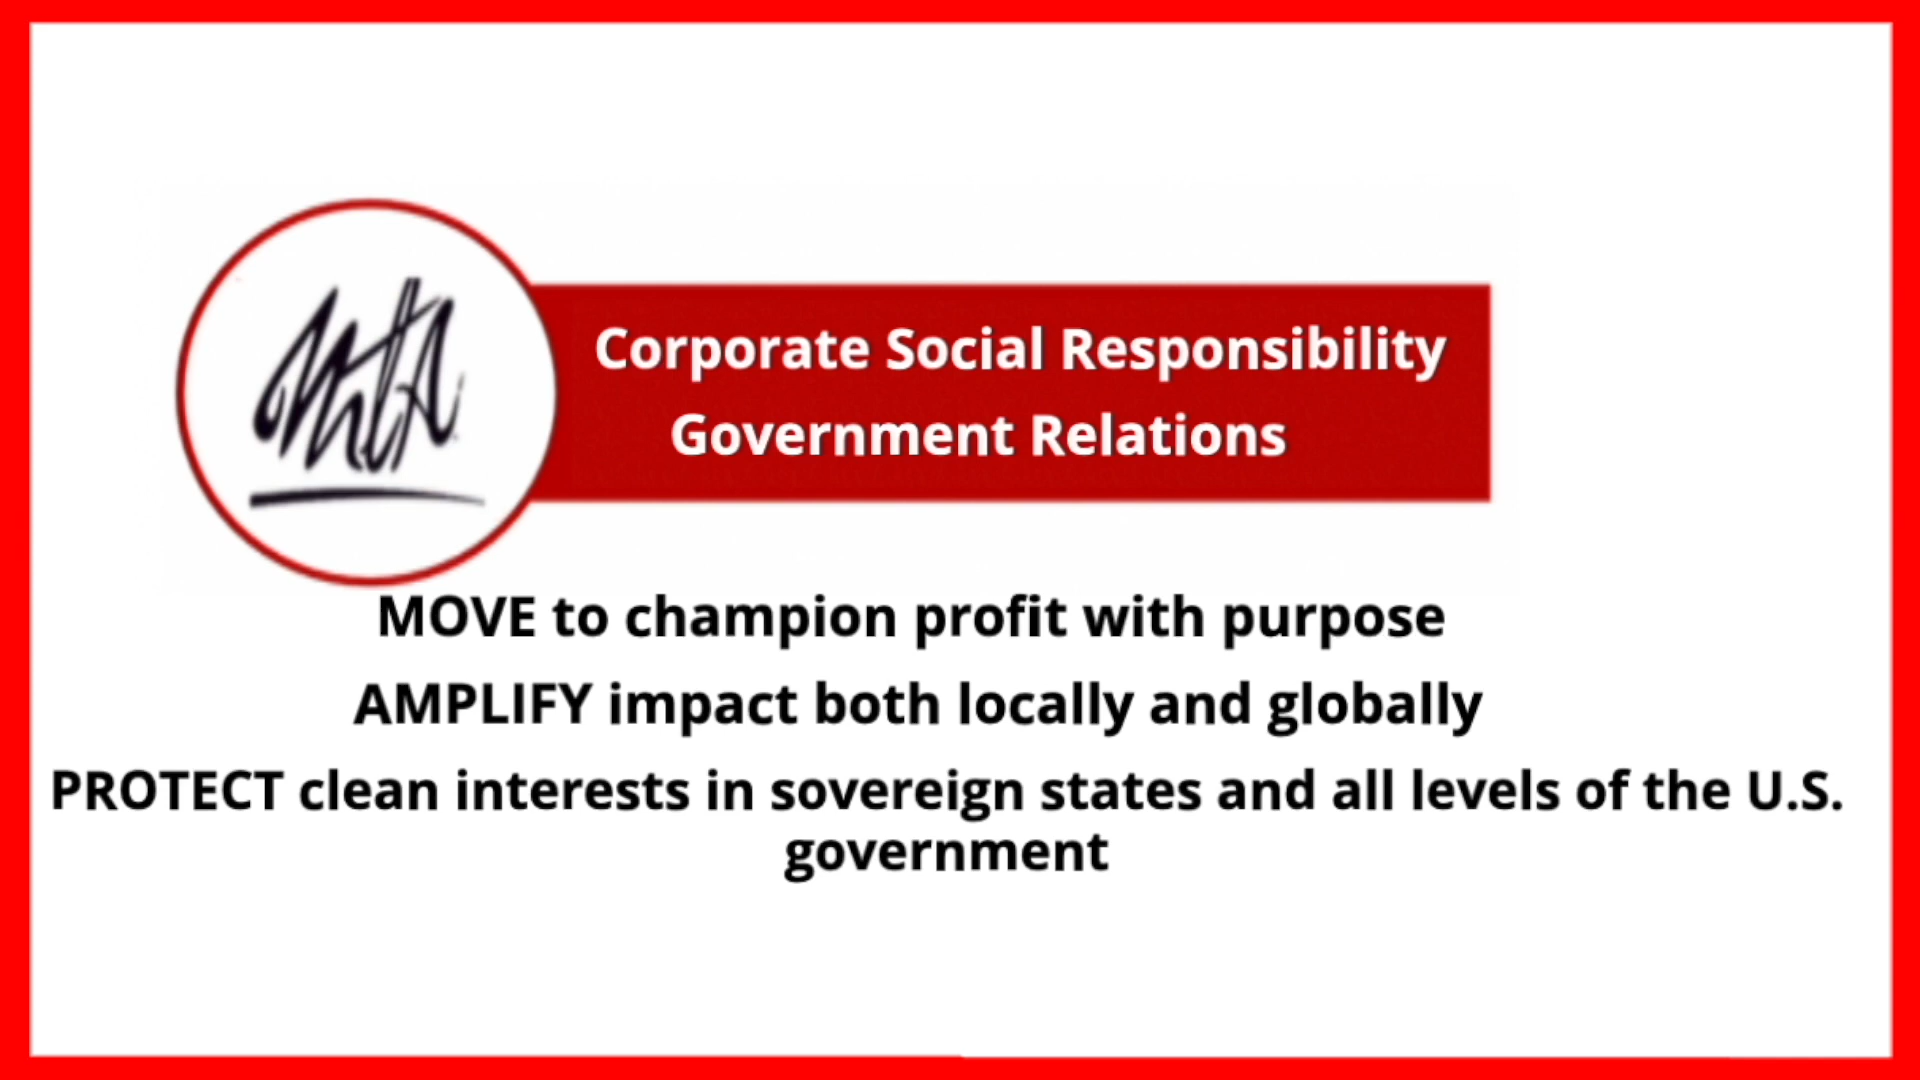 Corporate Social Responsibility
Government Relations
MOVE to champion profit with purpose
AMPLIFY impact both locally and globally
PROTECT clean interests in sovereign states and all levels of the U.S.
government